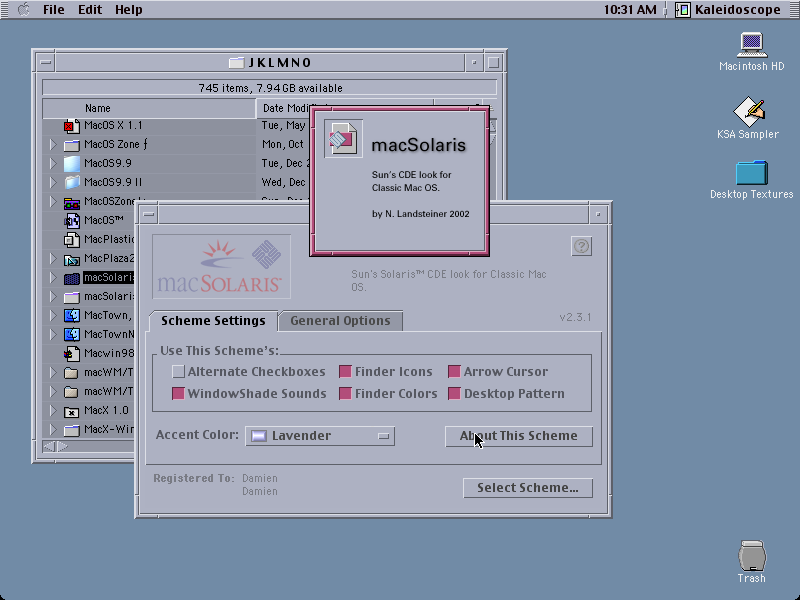 File Edit Help
10:31 AM
Kaleidoscope
JKLMNO
745 items, 7.94 GB available
Name
Date Modif
MacOS X 1.1
Tue, May
MacOS Zone ƒ
Mon, Oct
MacOS9.9
Tue, Dec 2
MacOS9.9 II
Wed, Dec
MacOSZone
MacOS™
MacPlastic
MacPlaza2
macSolaris
macSolaris
MacTown,
MacTownN
Macwin98
macWM/T
macWM/T
MacX 1.0
MacX-Wir
macSolaris
Sun's CDE look for
Classic Mac OS.
by N. Landsteiner 2002
macSOLARIS
Sun's Solaris™ CDE look for Classic Mac
OS.
?
v2.3.1
Scheme Settings
General Options
Use This Scheme's:
Alternate Checkboxes
Finder Icons
Arrow Cursor
WindowShade Sounds
Finder Colors
Desktop Pattern
Accent Color:
Lavender
About This Scheme
Registered To:
Damien
Damien
Select Scheme...
Macintosh HD
KSA Sampler
Desktop Textures
Trash